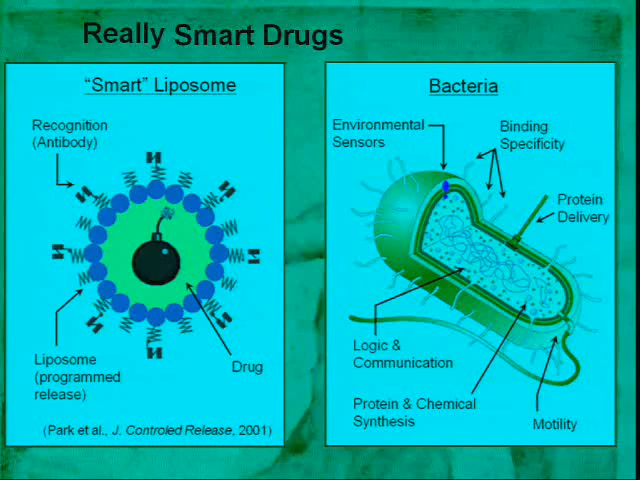 Really Smart Drugs
"Smart" Liposome
Recognition
(Antibody)
Liposome
(programmed
release)
Drug
(Park et al., J. Controled Release, 2001)
Bacteria
Environmental
Sensors
Binding
Specificity
Protein
Delivery
Logic &
Communication
Protein & Chemical
Synthesis
Motility